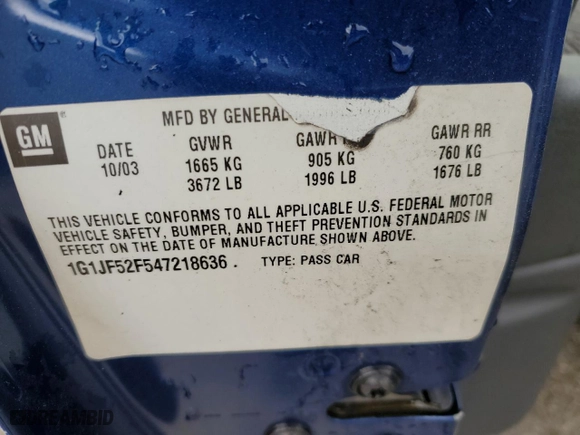 GM
MFD BY GENERAL
DATE GVWR GAWR GAWR RR
10/03 1665 KG 905 KG 760 KG
3672 LB 1996 LB 1676 LB
THIS VEHICLE CONFORMS TO ALL APPLICABLE U.S. FEDERAL MOTOR
VEHICLE SAFETY, BUMPER, AND THEFT PREVENTION STANDARDS IN
EFFECT ON THE DATE OF MANUFACTURE SHOWN ABOVE.
1G1JF52F547218636 . TYPE: PASS CAR
DREAMBID